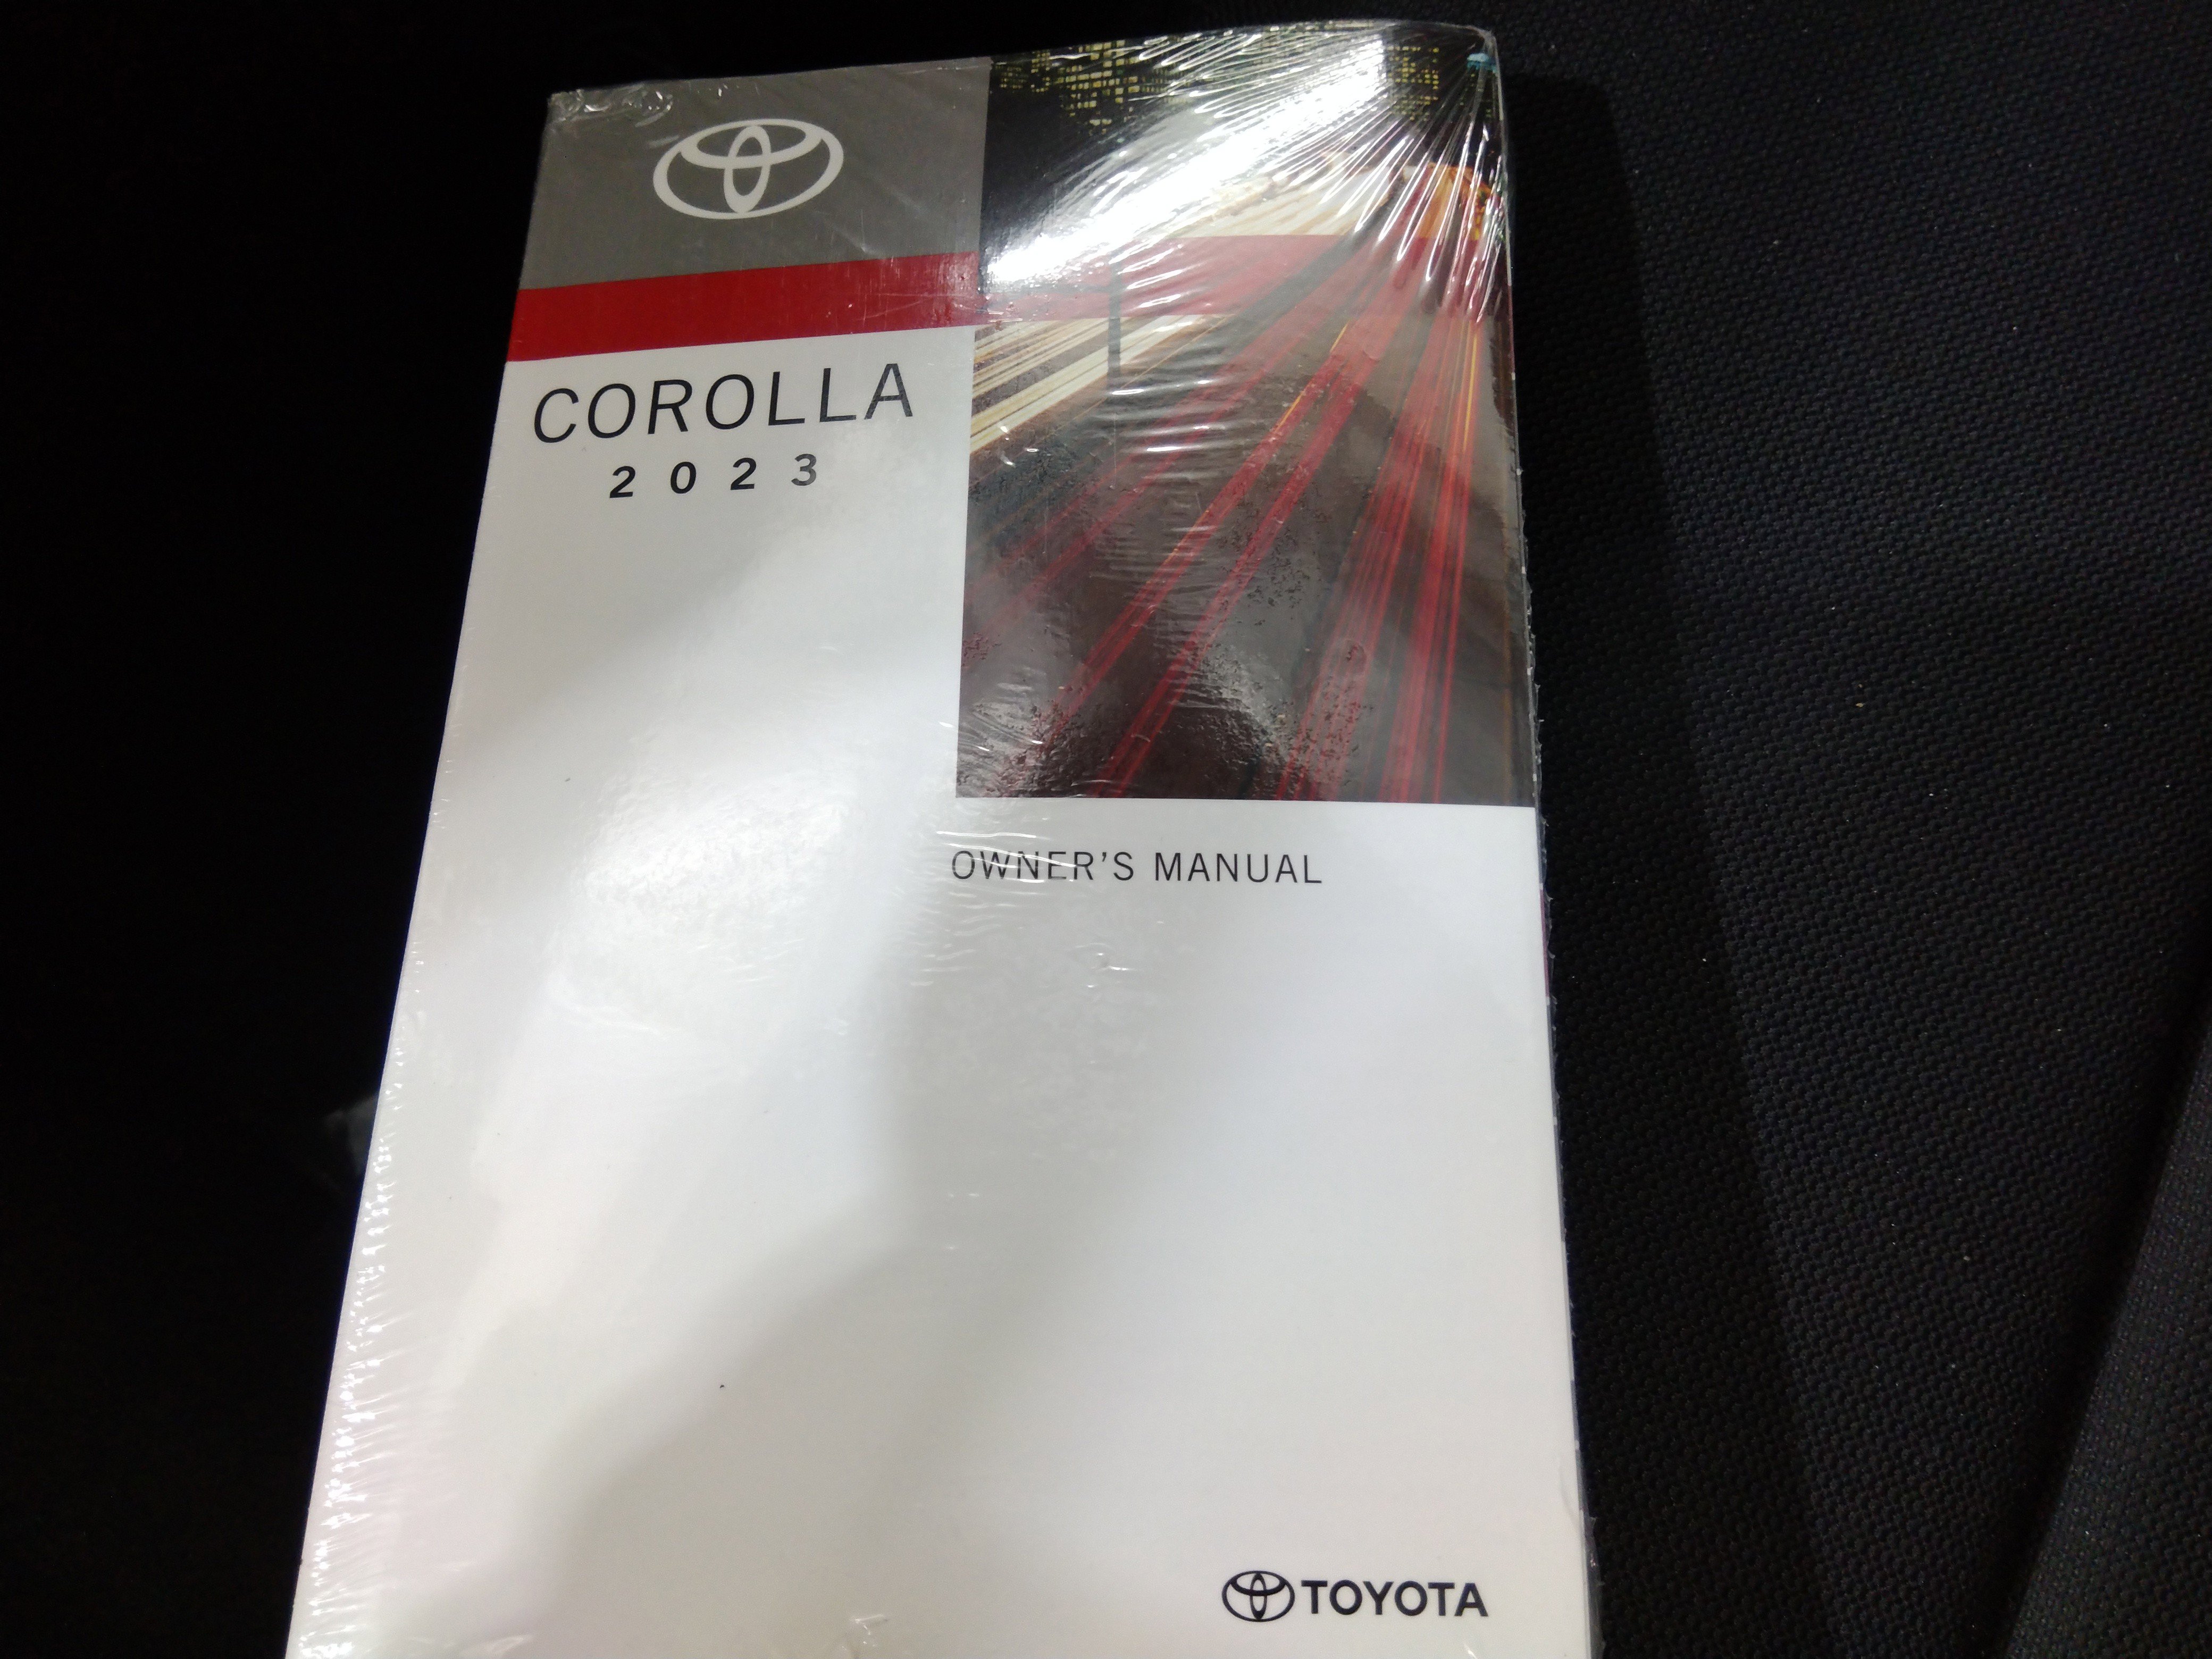 COROLLA
2023
OWNER'S MANUAL
TOYOTA